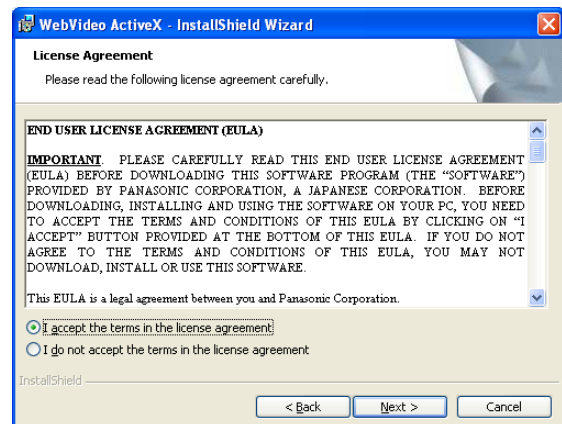 WebVideo ActiveX - InstallShield Wizard
License Agreement
Please read the following license agreement carefully.
END USER LICENSE AGREEMENT (EULA)
IMPORTANT. PLEASE CAREFULLY READ THIS END USER LICENSE AGREEMENT
(EULA) BEFORE DOWNLOADING THIS SOFTWARE PROGRAM (THE "SOFTWARE")
PROVIDED BY PANASONIC CORPORATION, A JAPANESE CORPORATION. BEFORE
DOWNLOADING, INSTALLING AND USING THE SOFTWARE ON YOUR PC, YOU NEED
TO ACCEPT THE TERMS AND CONDITIONS OF THIS EULA BY CLICKING ON "I
ACCEPT" BUTTON PROVIDED AT THE BOTTOM OF THIS EULA. IF YOU DO NOT
AGREE TO THE TERMS AND CONDITIONS OF THIS EULA, YOU MAY NOT
DOWNLOAD, INSTALL OR USE THIS SOFTWARE.
This EULA is a legal agreement between you and Panasonic Corporation.
I accept the terms in the license agreement
I do not accept the terms in the license agreement
InstallShield
< Back Next > Cancel